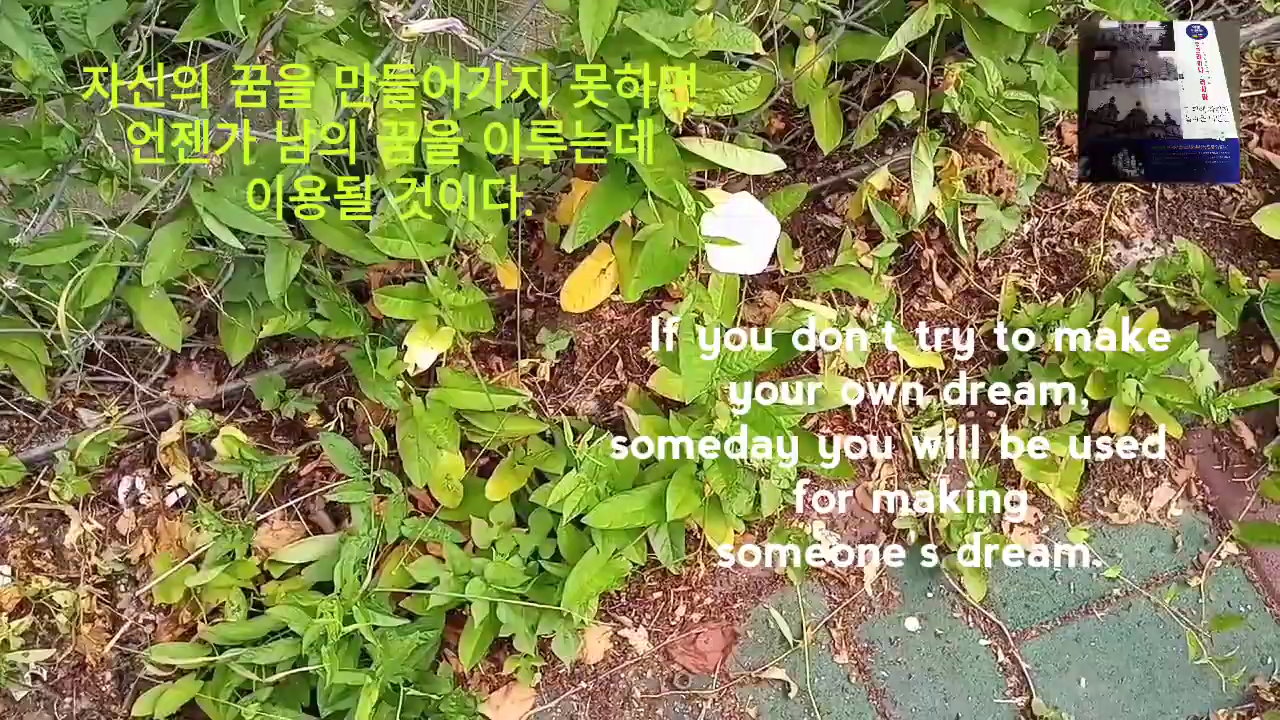 자신의 꿈을 만들어가지 못하면
언젠가 남의 꿈을 이루는데
이용될 것이다.
If you don't try to make
your own dream,
someday you will be used
for making
someone's dream.